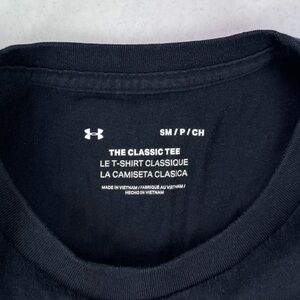 SM / P / CH
THE CLASSIC TEE
LE T-SHIRT CLASSIQUE
LA CAMISETA CLASICA
MADE IN VIETNAM / FABRIQUÉ AU VIETNAM /
HECHO EN VIETNAM